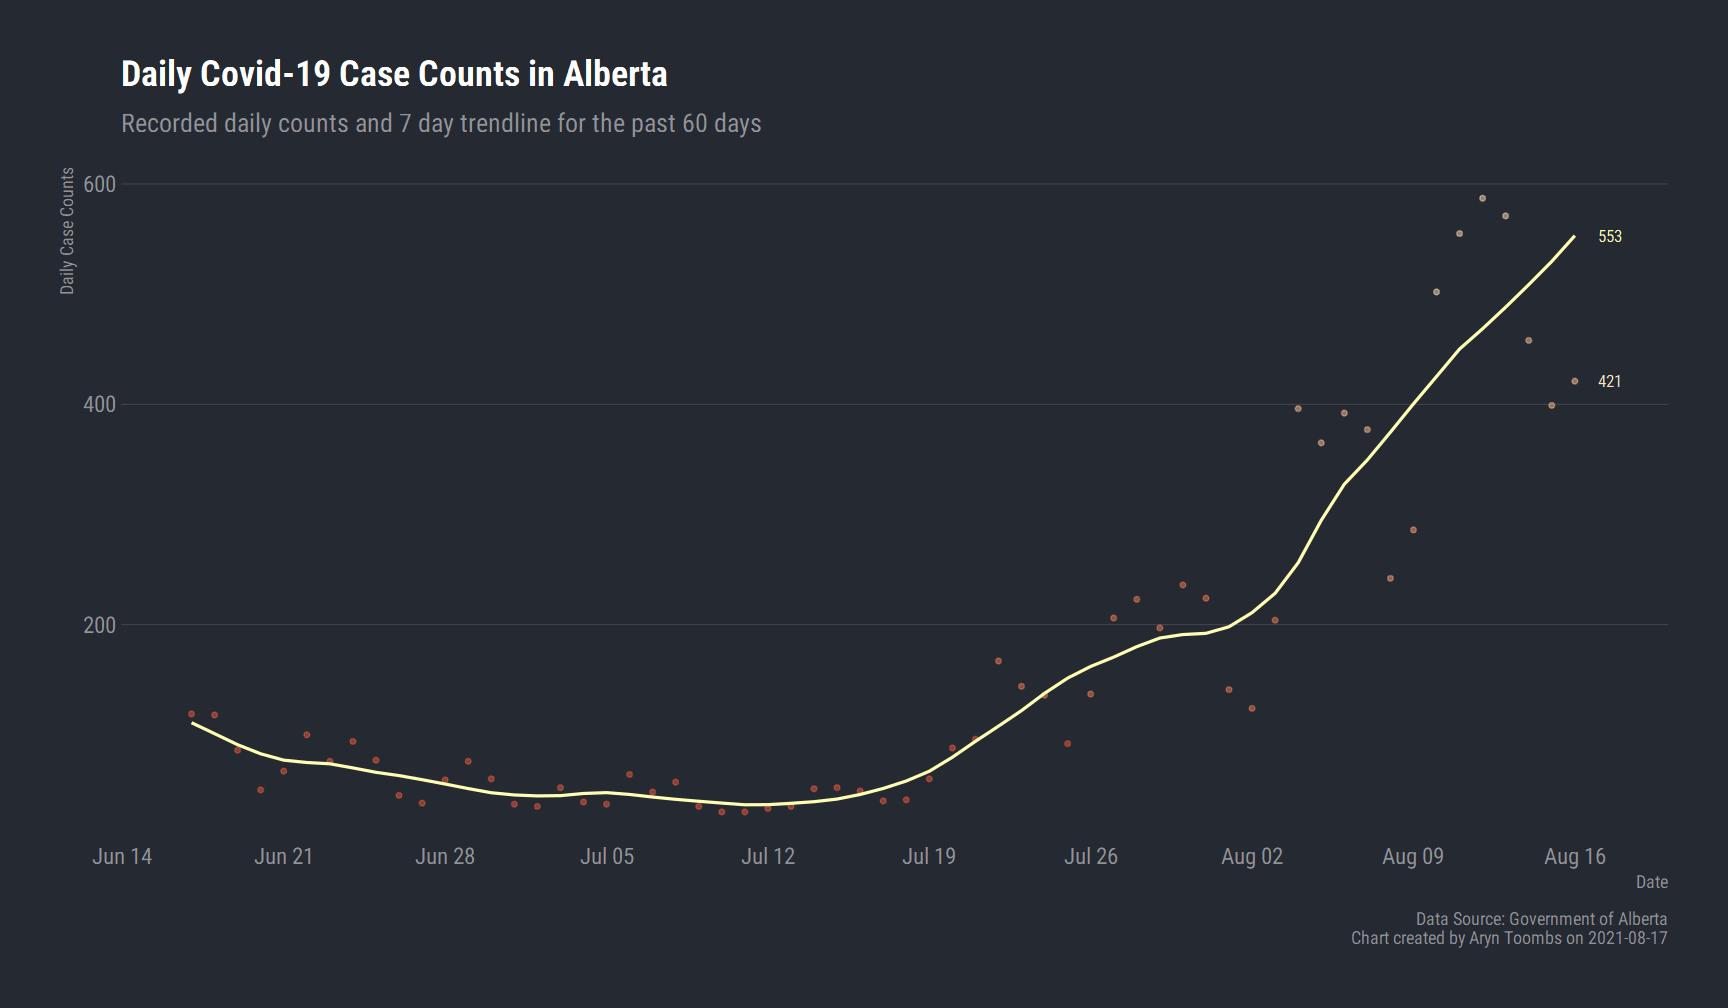 Daily Covid-19 Case Counts in Alberta
Recorded daily counts and 7 day trendline for the past 60 days
Daily Case Counts
600
400
200
553
421
Jun 14 Jun 21 Jun 28 Jul 05 Jul 12 Jul 19 Jul 26 Aug 02 Aug 09 Aug 16
Date
Data Source: Government of Alberta
Chart created by Aryn Toombs on 2021-08-17